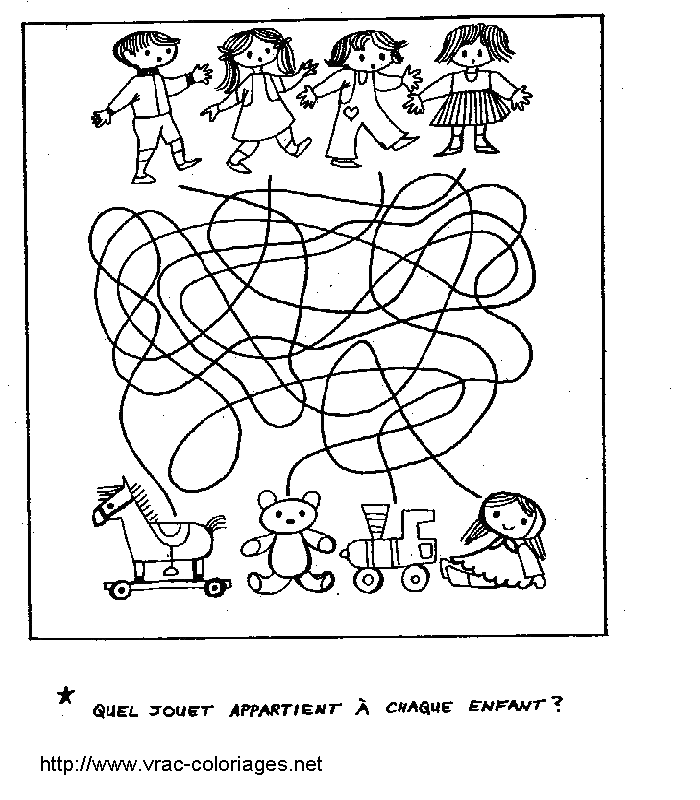 ★ QUEL JOUET APPARTIENT À CHAQUE ENFANT?
http://www.vrac-coloriages.net